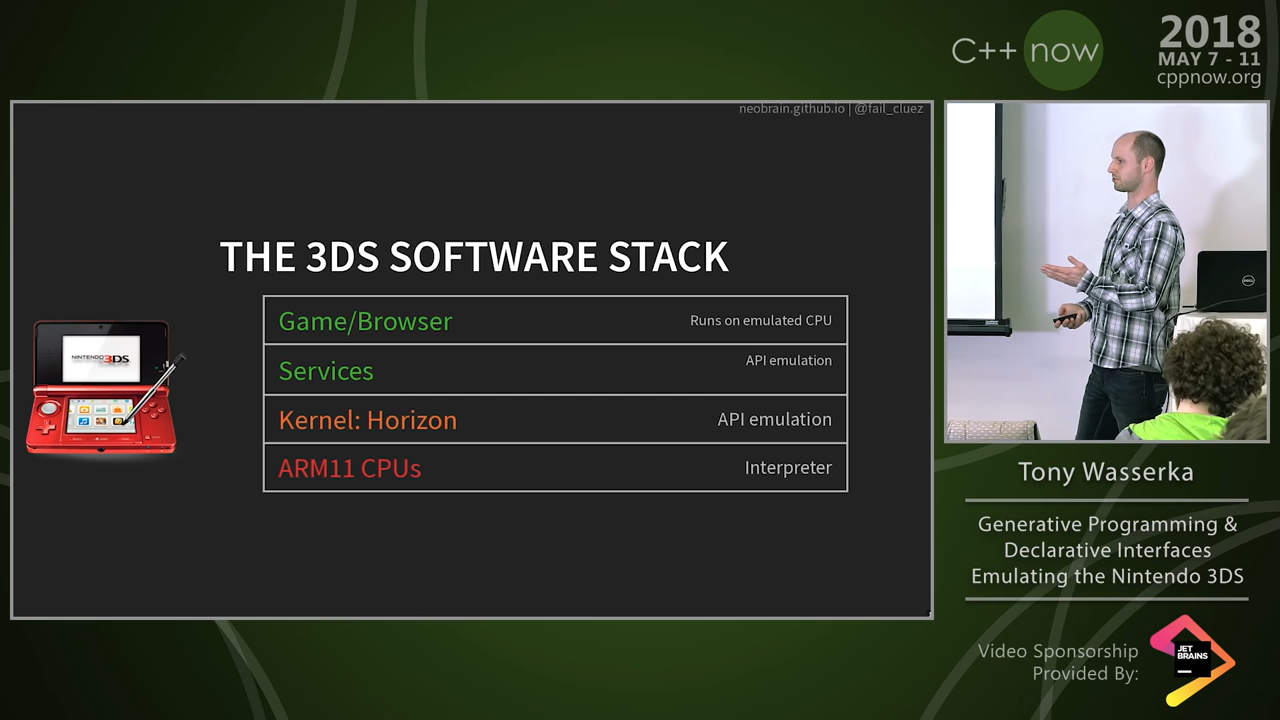 C++ now
2018
MAY 7 - 11
cppnow.org
neobrain.github.io | @fail_cluez
THE 3DS SOFTWARE STACK
Game/Browser Runs on emulated CPU
Services API emulation
Kernel: Horizon API emulation
ARM11 CPUs Interpreter
NINTENDO3DS
DELL
Tony Wasserka
Generative Programming &
Declarative Interfaces
Emulating the Nintendo 3DS
Video Sponsorship
Provided By:
JET
BRAINS